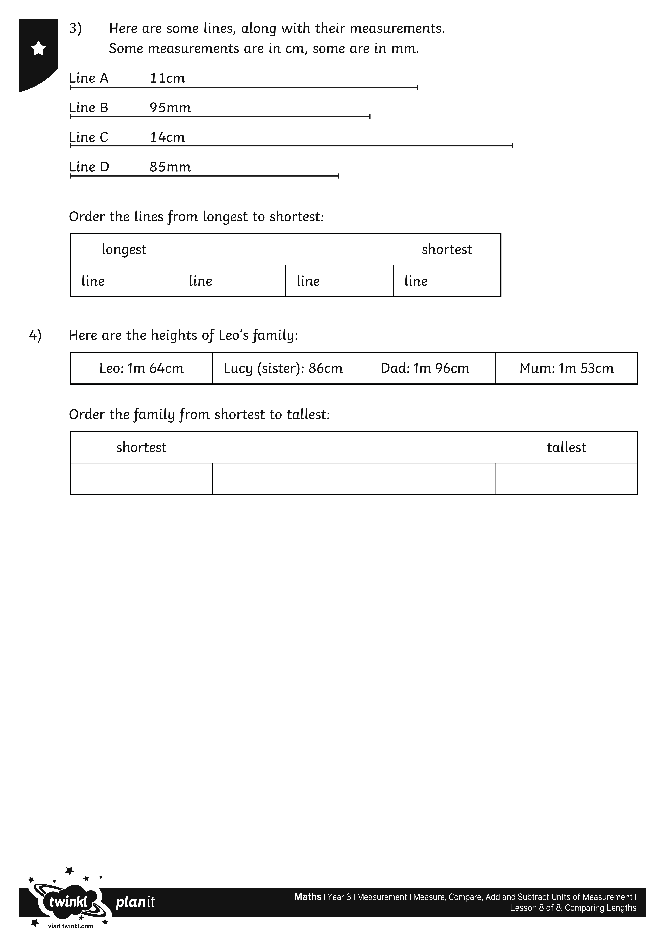 3) Here are some lines, along with their measurements.
Some measurements are in cm, some are in mm.
Line A 11cm
Line B 95mm
Line C 14cm
Line D 85mm
Order the lines from longest to shortest:
longest shortest
line line line line
4) Here are the heights of Leo's family:
Leo: 1m 64cm Lucy (sister): 86cm Dad: 1m 96cm Mum: 1m 53cm
Order the family from shortest to tallest:
shortest tallest
twinkl planit
visit twinkl.com
Maths | Year 3 | Measurement | Measure, Compare, Add and Subtract Units of Measurement |
Lesson 8 of 8: Comparing Lengths